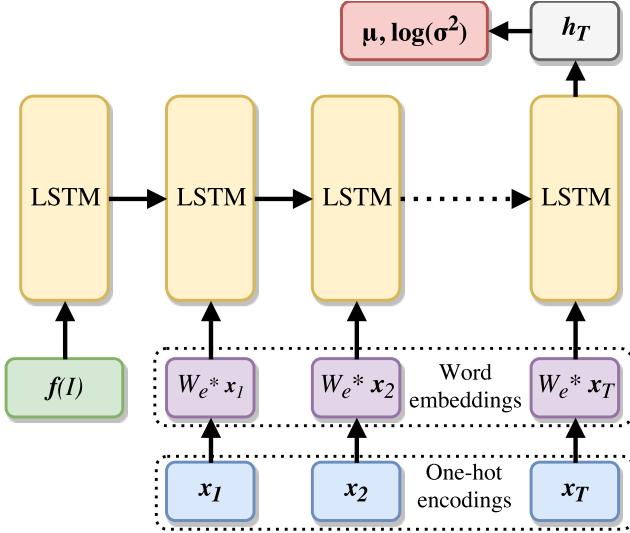 μ, log(σ²)
h_T
LSTM
LSTM
LSTM
LSTM
f(I)
W_e* x_1
W_e* x_2
Word
embeddings
W_e* x_T
x_1
x_2
One-hot
encodings
x_T